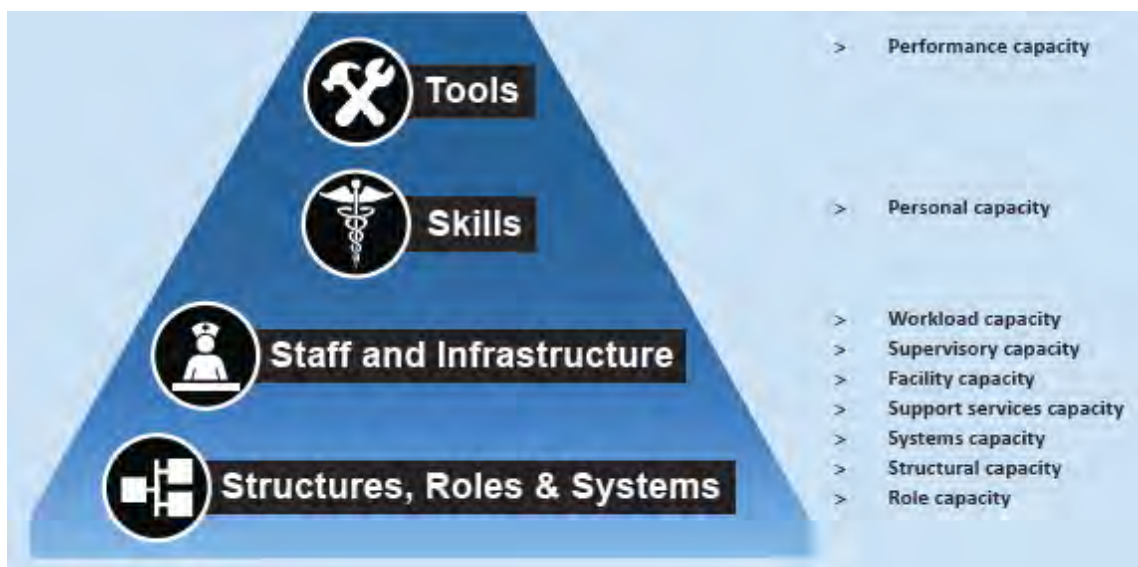 Tools
Skills
Staff and Infrastructure
Structures, Roles & Systems
> Performance capacity
> Personal capacity
> Workload capacity
> Supervisory capacity
> Facility capacity
> Support services capacity
> Systems capacity
> Structural capacity
> Role capacity